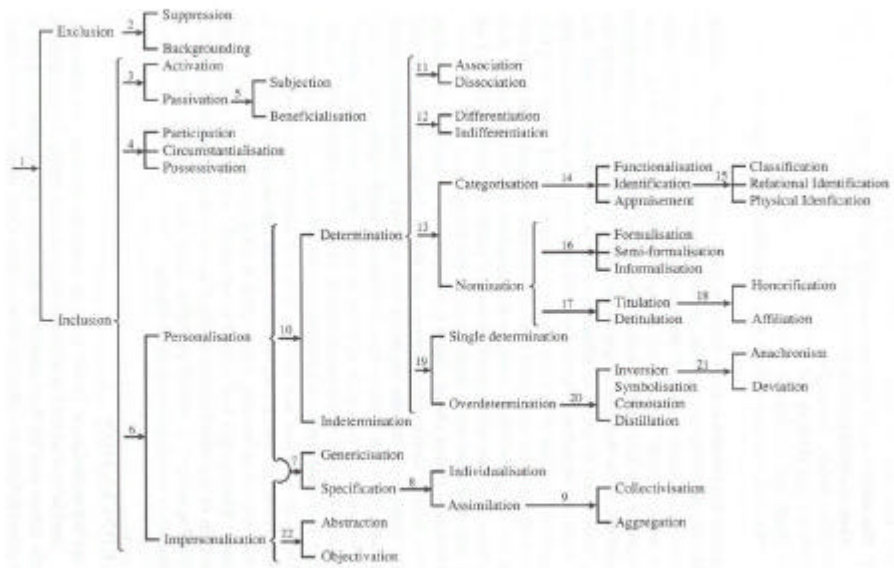 Suppression
Exclusion 2
Backgrounding
Activation
3
Passivation 5 Subjection
Beneficialisation
Participation
4 Circumstantialisation
Possessivation
1
Inclusion
11 Association
Dissociation
12 Differentiation
Indifferentiation
Determination
Categorisation 14 Functionalisation
Identification 15 Classification
Appraisement Relational Identification
Physical Idenfication
13
Nomination 16 Formalisation
Semi-formalisation
Informalisation
17 Titulation 18 Honorification
Detitulation Affiliation
Personalisation 10
Single determination
19
Overdetermination 20 Inversion 21 Anachronism
Symbolisation Deviation
Connotation
Distillation
Indetermination
6
7 Genericisation
Specification 8 Individualisation
Assimilation 9 Collectivisation
Aggregation
Impersonalisation 22 Abstraction
Objectivation